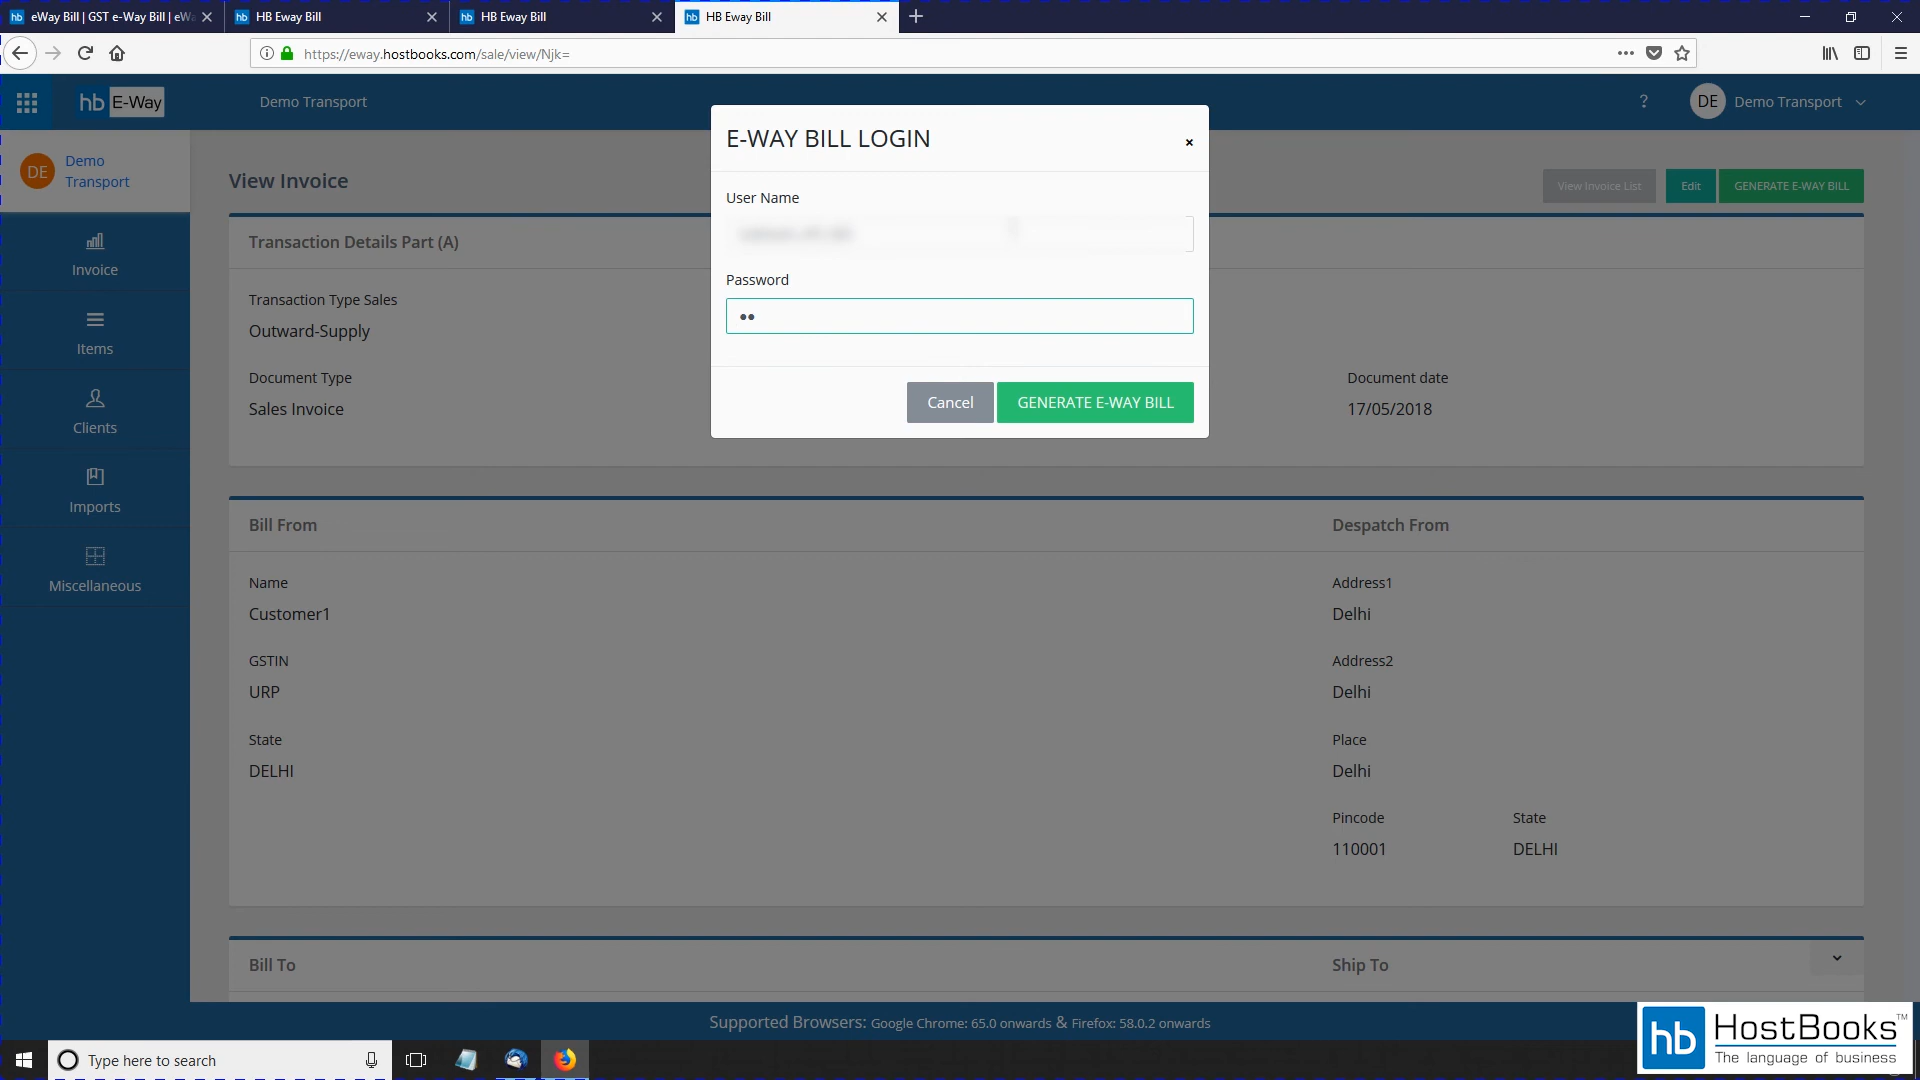 eWay Bill | GST e-Way Bill | eWa
HB Eway Bill
HB Eway Bill
HB Eway Bill
https://eway.hostbooks.com/sale/view/Njk=
hb E-Way
Demo Transport
?
DE Demo Transport
DE Demo
Transport
Invoice
Items
Clients
Imports
Miscellaneous
View Invoice
View Invoice List
Edit
GENERATE E-WAY BILL
Transaction Details Part (A)
Transaction Type Sales
Outward-Supply
Document Type
Sales Invoice
Document date
17/05/2018
E-WAY BILL LOGIN
×
User Name
Password
••
Cancel
GENERATE E-WAY BILL
Bill From
Name
Customer1
GSTIN
URP
State
DELHI
Despatch From
Address1
Delhi
Address2
Delhi
Place
Delhi
Pincode State
110001 DELHI
Bill To
Ship To
Supported Browsers: Google Chrome: 65.0 onwards & Firefox: 58.0.2 onwards
Type here to search
hb HostBooks™
The language of business